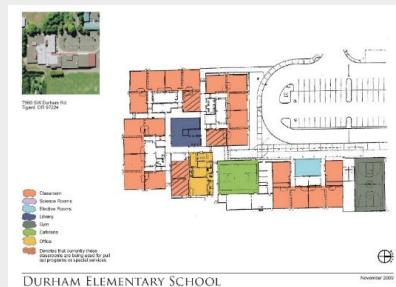 7980 SW Durham Rd
Tigard, OR 97224
Classroom
Science Rooms
Elective Rooms
Library
Gym
Cafeteria
Office
Denotes that currently these
classrooms are being used for pull
out programs or special services
DURHAM ELEMENTARY SCHOOL
November 2009